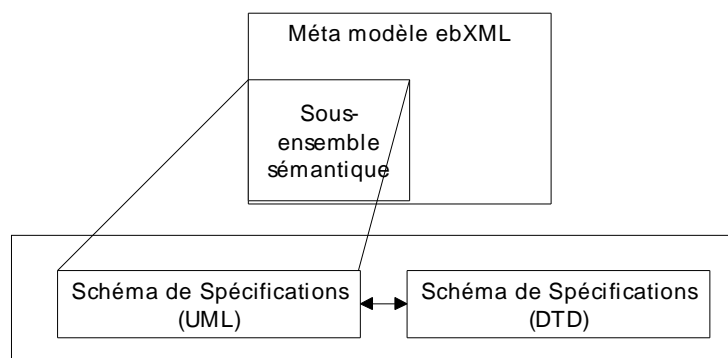 Méta modèle ebXML
Sous-
ensemble
sémantique
Schéma de Spécifications
(UML)
Schéma de Spécifications
(DTD)